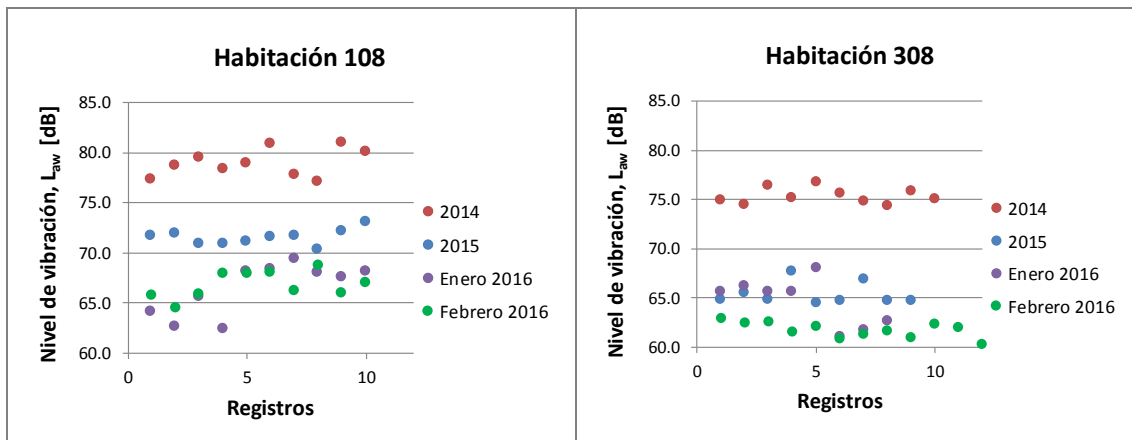 Habitación 108
Nivel de vibración, Law [dB]
85.0
80.0
75.0
70.0
65.0
60.0
0
5
10
Registros
2014
2015
Enero 2016
Febrero 2016
Habitación 308
Nivel de vibración, Law [dB]
85.0
80.0
75.0
70.0
65.0
60.0
0
5
10
Registros
2014
2015
Enero 2016
Febrero 2016